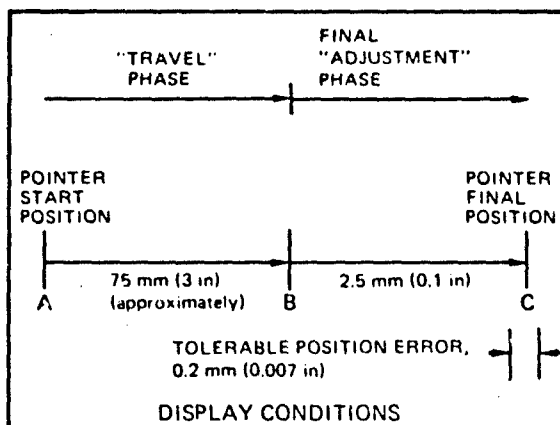 "TRAVEL"
PHASE
FINAL
"ADJUSTMENT"
PHASE
POINTER
START
POSITION
POINTER
FINAL
POSITION
75 mm (3 in)
(approximately)
2.5 mm (0.1 in)
A
B
C
TOLERABLE POSITION ERROR,
0.2 mm (0.007 in)
DISPLAY CONDITIONS